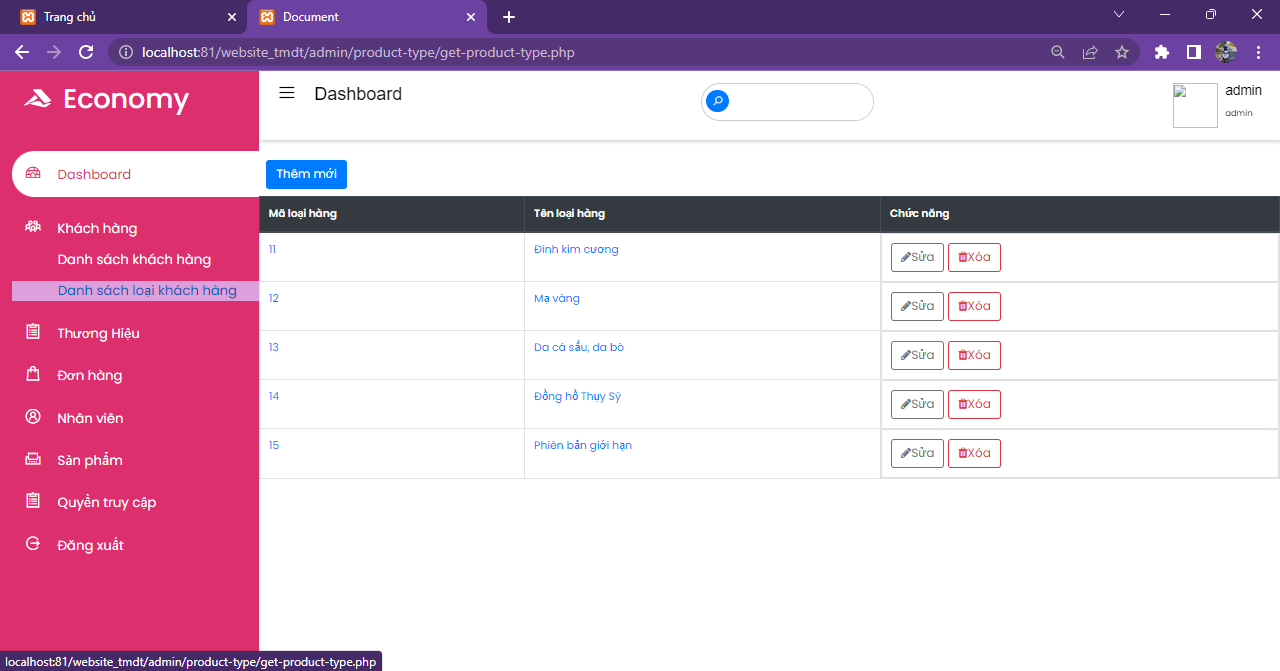 Trang chủ
Document
localhost:81/website_tmdt/admin/product-type/get-product-type.php
Economy
Dashboard
admin
admin
Dashboard
Khách hàng
Danh sách khách hàng
Danh sách loại khách hàng
Thương Hiệu
Đơn hàng
Nhân viên
Sản phẩm
Quyền truy cập
Đăng xuất
Thêm mới
Mã loại hàng Tên loại hàng Chức năng
11 Đính kim cương Sửa Xóa
12 Mạ vàng Sửa Xóa
13 Da cá sấu, da bò Sửa Xóa
14 Đồng hồ Thụy Sỹ Sửa Xóa
15 Phiên bản giới hạn Sửa Xóa
localhost:81/website_tmdt/admin/product-type/get-product-type.php